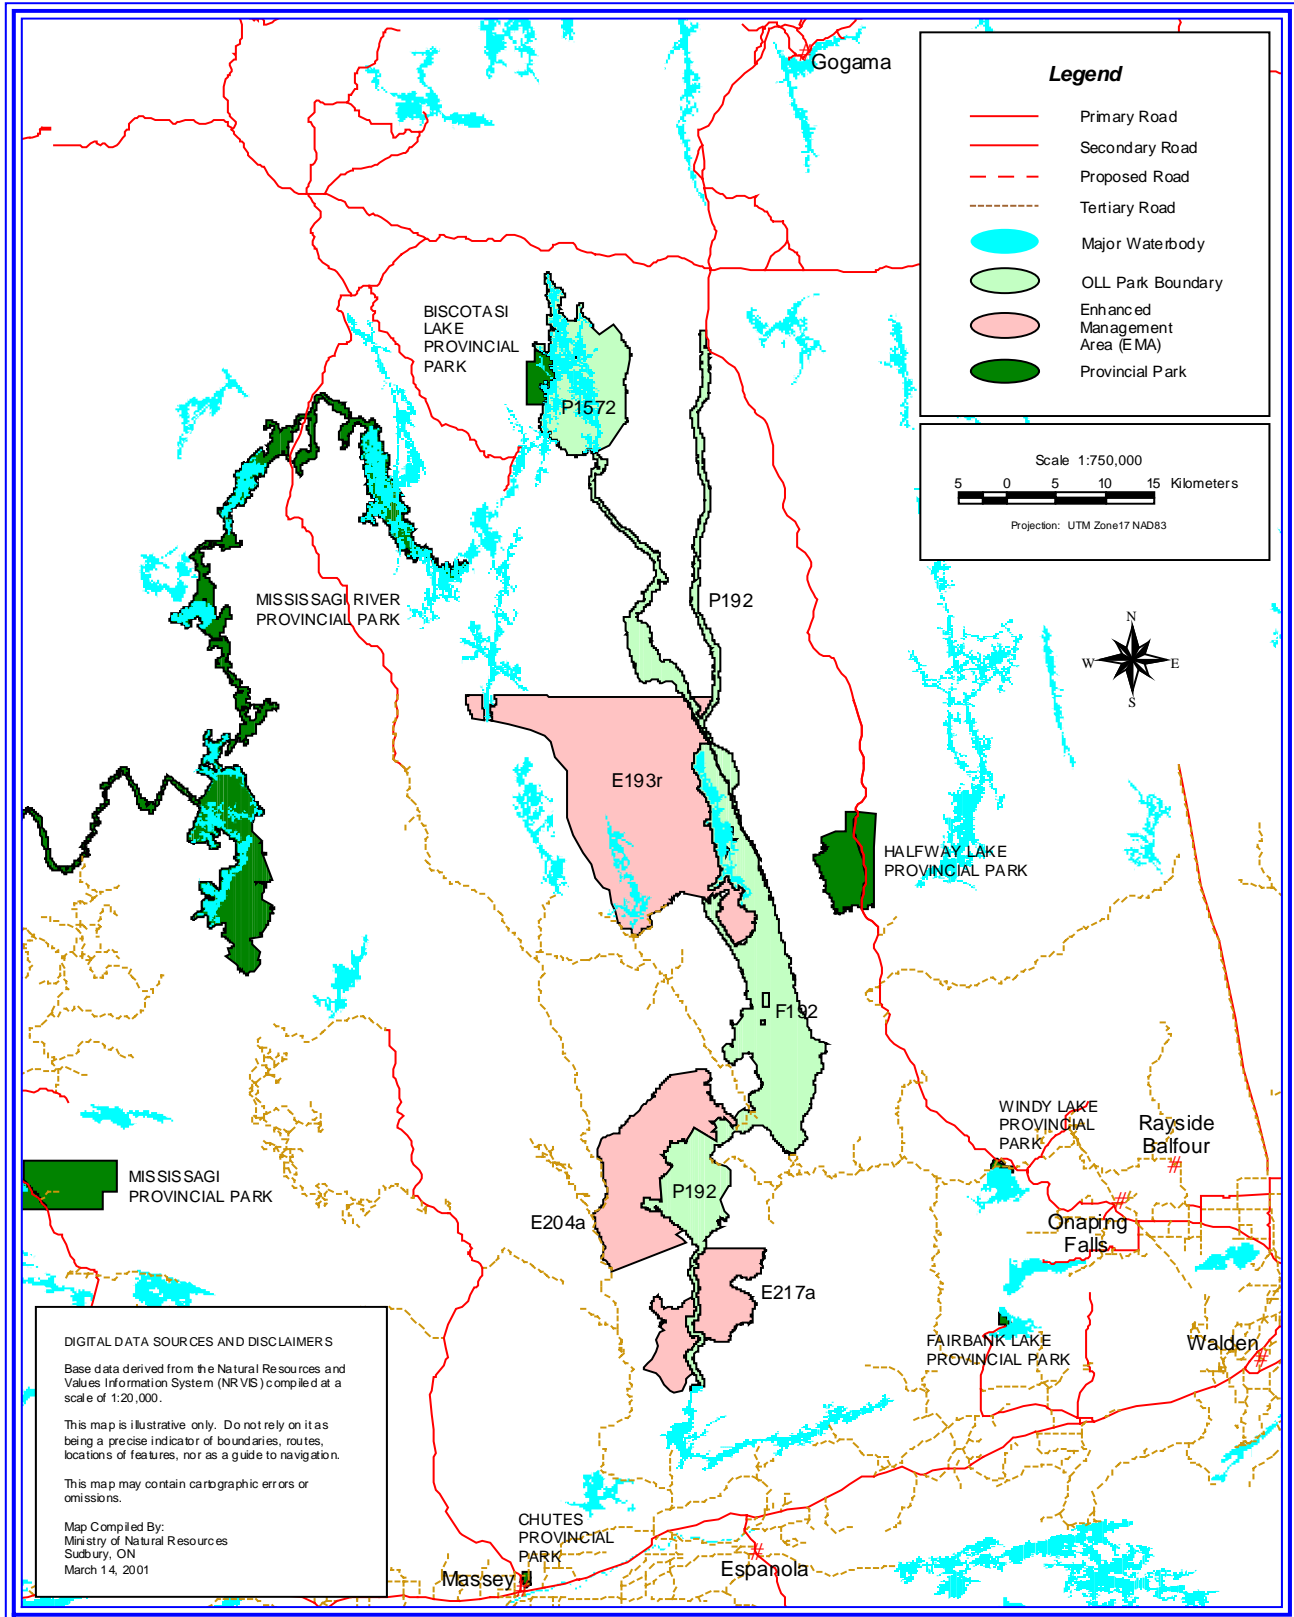 Gogama
Legend
Primary Road
Secondary Road
Proposed Road
Tertiary Road
Major Waterbody
OLL Park Boundary
Enhanced
Management
Area (EMA)
Provincial Park
Scale 1:750,000
5 0 5 10 15 Kilometers
Projection: UTM Zone17 NAD83
BISCOTASI
LAKE
PROVINCIAL
PARK
P1572
P192
MISSISSAGI RIVER
PROVINCIAL PARK
N
W E
S
E193r
HALFWAY LAKE
PROVINCIAL PARK
F192
WINDY LAKE
PROVINCIAL
PARK
Rayside
Balfour
MISSISSAGI
PROVINCIAL PARK
P192
E204a
Onaping
Falls
E217a
FAIRBANK LAKE
PROVINCIAL PARK
Walden
DIGITAL DATA SOURCES AND DISCLAIMERS
Base data derived from the Natural Resources and
Values Information System (NRVIS) compiled at a
scale of 1:20,000.
This map is illustrative only. Do not rely on it as
being a precise indicator of boundaries, routes,
locations of features, nor as a guide to navigation.
This map may contain cartographic errors or
omissions.
Map Compiled By:
Ministry of Natural Resources
Sudbury, ON
March 14, 2001
CHUTES
PROVINCIAL
PARK
Massey
Espanola